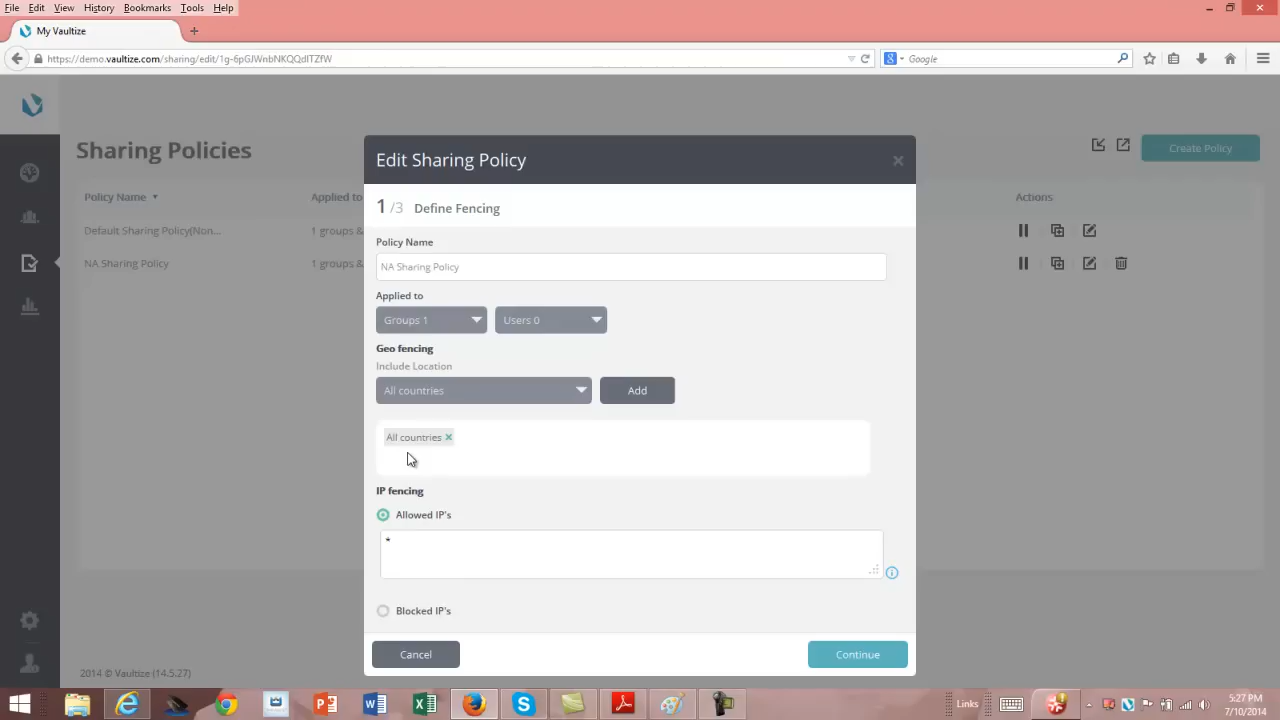 File Edit View History Bookmarks Tools Help
My Vaultize
https://demo.vaultize.com/sharing/edit/1g-6pGJWnbNKQQdITZfW
Google
Sharing Policies
Create Policy
Policy Name
Applied to
Actions
Default Sharing Policy(Non...
1 groups &
NA Sharing Policy
1 groups &
Edit Sharing Policy
1 /3 Define Fencing
Policy Name
NA Sharing Policy
Applied to
Groups 1
Users 0
Geo fencing
Include Location
All countries
Add
All countries
IP fencing
Allowed IP's
*
Blocked IP's
Cancel
Continue
2014 © Vaultize (14.5.27)
Links
5:27 PM
7/10/2014